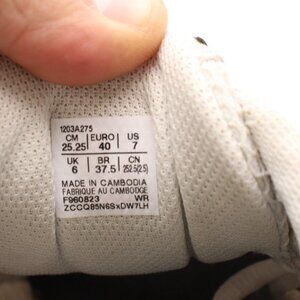 1203A275
CM EURO US
25.25 40 7
UK BR CN
6 37.5 252.5(2.5)
MADE IN CAMBODIA
FABRIQUE AU CAMBODGE
F960823 WR
ZCCQ85N6SxDW7LH